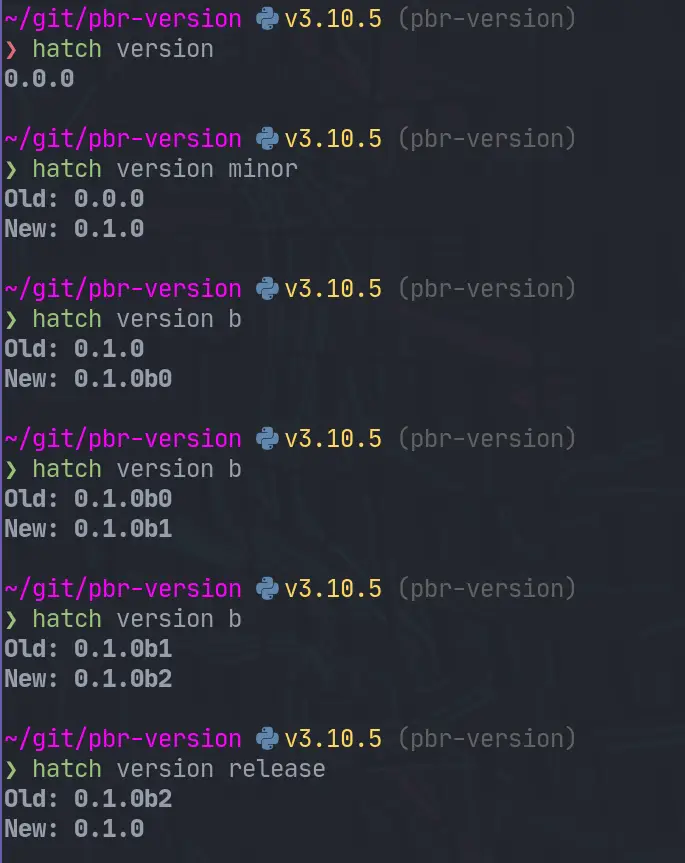 ~/git/pbr-version v3.10.5 (pbr-version)
❯ hatch version
0.0.0
~/git/pbr-version v3.10.5 (pbr-version)
❯ hatch version minor
Old: 0.0.0
New: 0.1.0
~/git/pbr-version v3.10.5 (pbr-version)
❯ hatch version b
Old: 0.1.0
New: 0.1.0b0
~/git/pbr-version v3.10.5 (pbr-version)
❯ hatch version b
Old: 0.1.0b0
New: 0.1.0b1
~/git/pbr-version v3.10.5 (pbr-version)
❯ hatch version b
Old: 0.1.0b1
New: 0.1.0b2
~/git/pbr-version v3.10.5 (pbr-version)
❯ hatch version release
Old: 0.1.0b2
New: 0.1.0